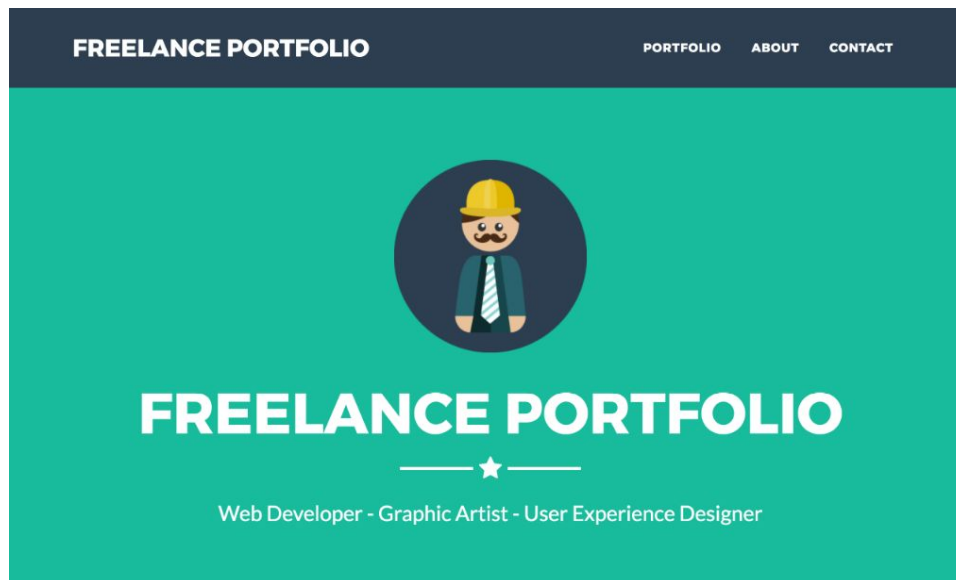 FREELANCE PORTFOLIO
PORTFOLIO ABOUT CONTACT
FREELANCE PORTFOLIO
Web Developer - Graphic Artist - User Experience Designer